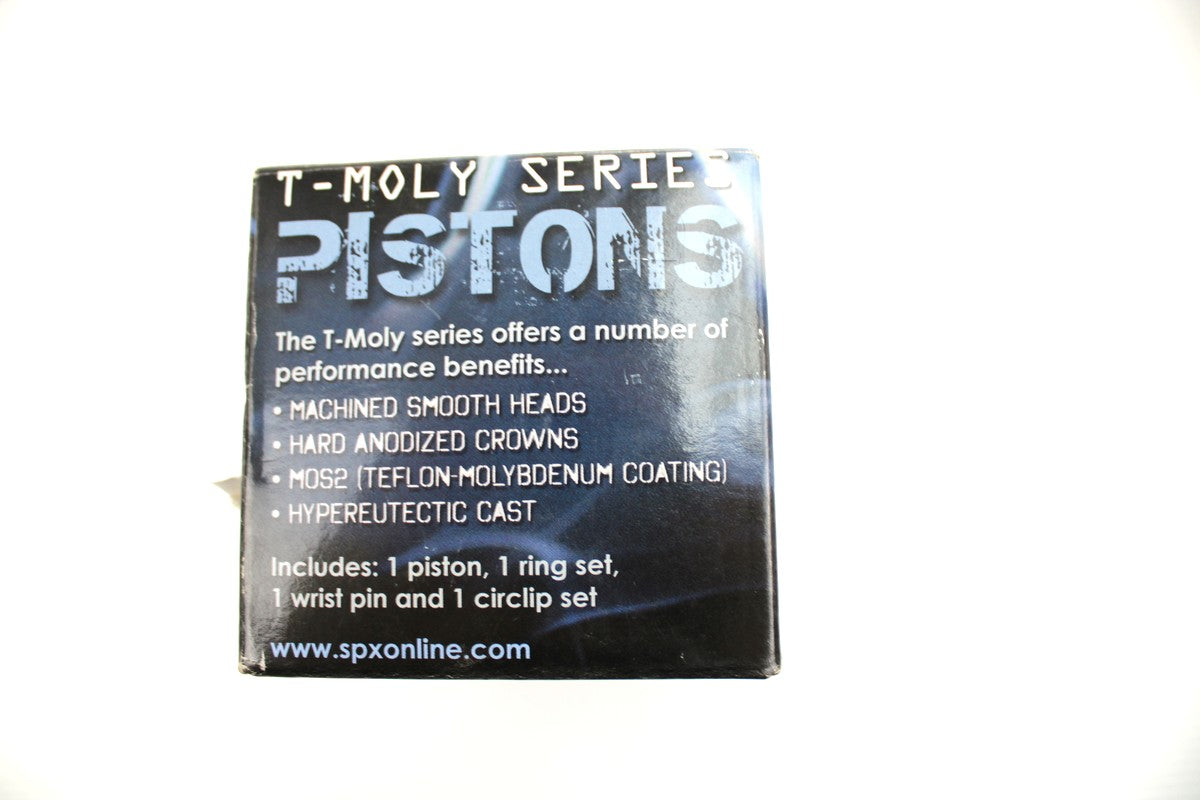 T-MOLY SERIES
PISTONS
The T-Moly series offers a number of
performance benefits...
• MACHINED SMOOTH HEADS
• HARD ANODIZED CROWNS
• MOS2 (TEFLON-MOLYBDENUM COATING)
• HYPEREUTECTIC CAST
Includes: 1 piston, 1 ring set,
1 wrist pin and 1 circlip set
www.spxonline.com